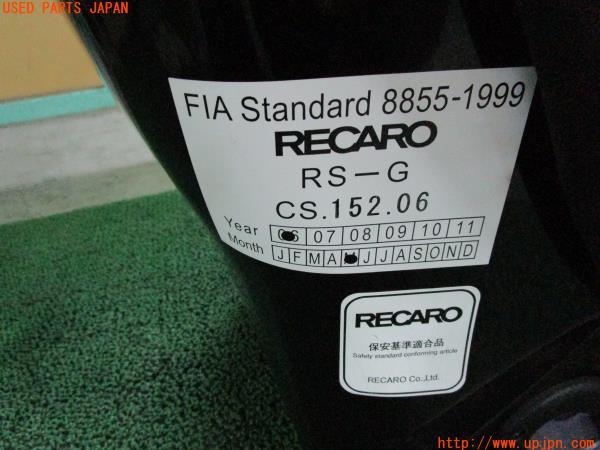 USED PARTS JAPAN
FIA Standard 8855-1999
RECARO
RS-G
CS.152.06
Year 07 08 09 10 11
Month J F M A J J A S O N D
RECARO
保安基準適合品
Safety standard conforming article
RECARO Co.,Ltd.
http://www.upjpn.com/